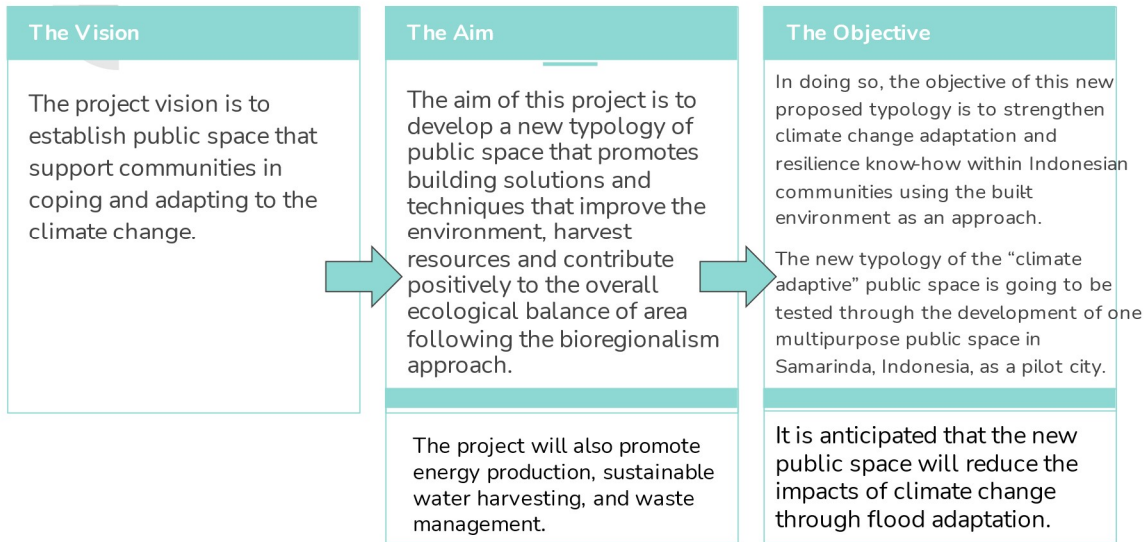 The Vision
The project vision is to
establish public space that
support communities in
coping and adapting to the
climate change.
The Aim
The aim of this project is to
develop a new typology of
public space that promotes
building solutions and
techniques that improve the
environment, harvest
resources and contribute
positively to the overall
ecological balance of area
following the bioregionalism
approach.
The project will also promote
energy production, sustainable
water harvesting, and waste
management.
The Objective
In doing so, the objective of this new
proposed typology is to strengthen
climate change adaptation and
resilience know-how within Indonesian
communities using the built
environment as an approach.
The new typology of the “climate
adaptive” public space is going to be
tested through the development of one
multipurpose public space in
Samarinda, Indonesia, as a pilot city.
It is anticipated that the new
public space will reduce the
impacts of climate change
through flood adaptation.